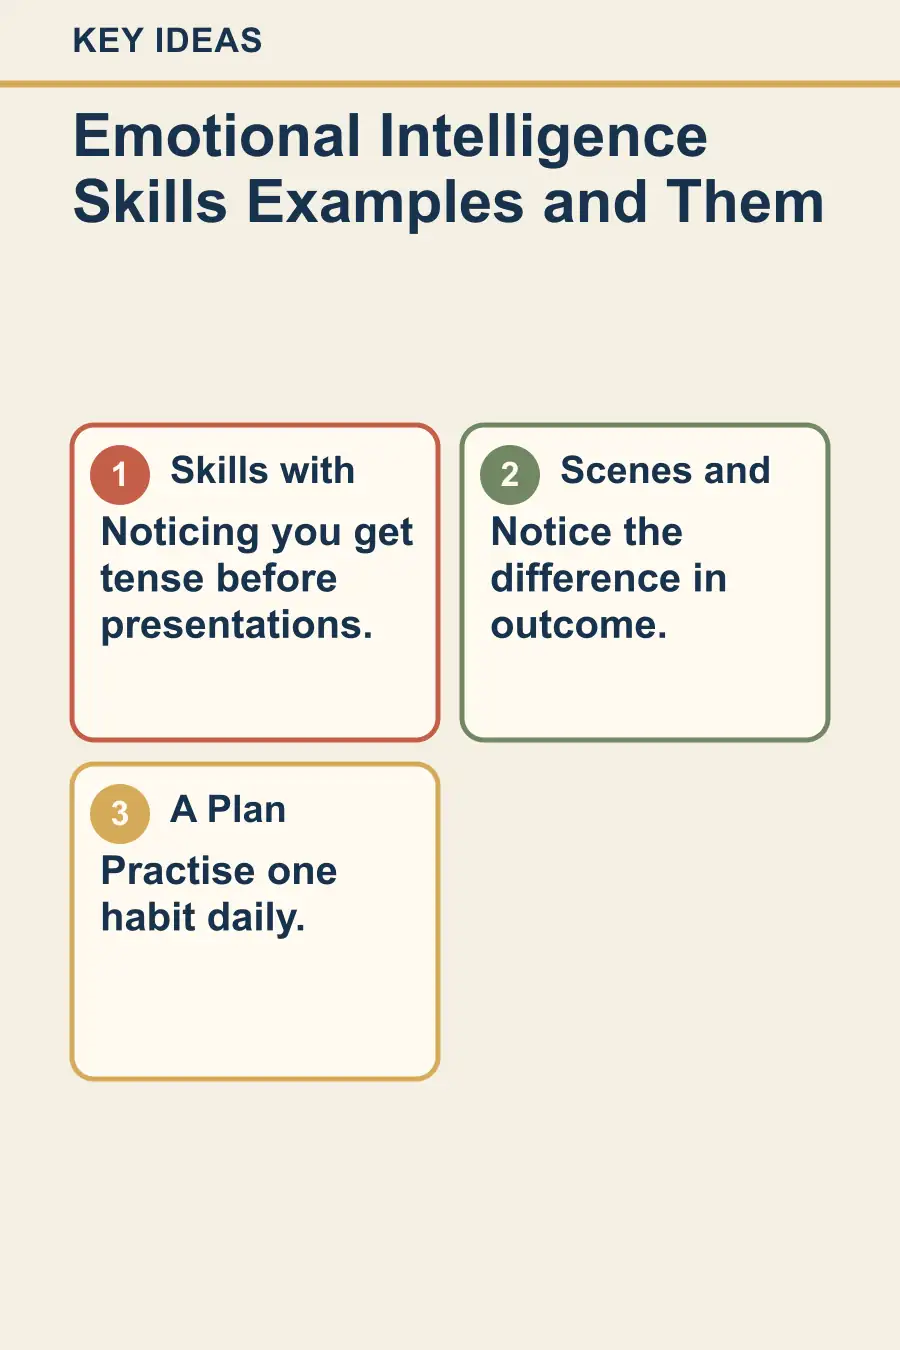 KEY IDEAS
Emotional Intelligence
Skills Examples and Them
1 Skills with
Noticing you get
tense before
presentations.
2 Scenes and
Notice the
difference in
outcome.
3 A Plan
Practise one
habit daily.